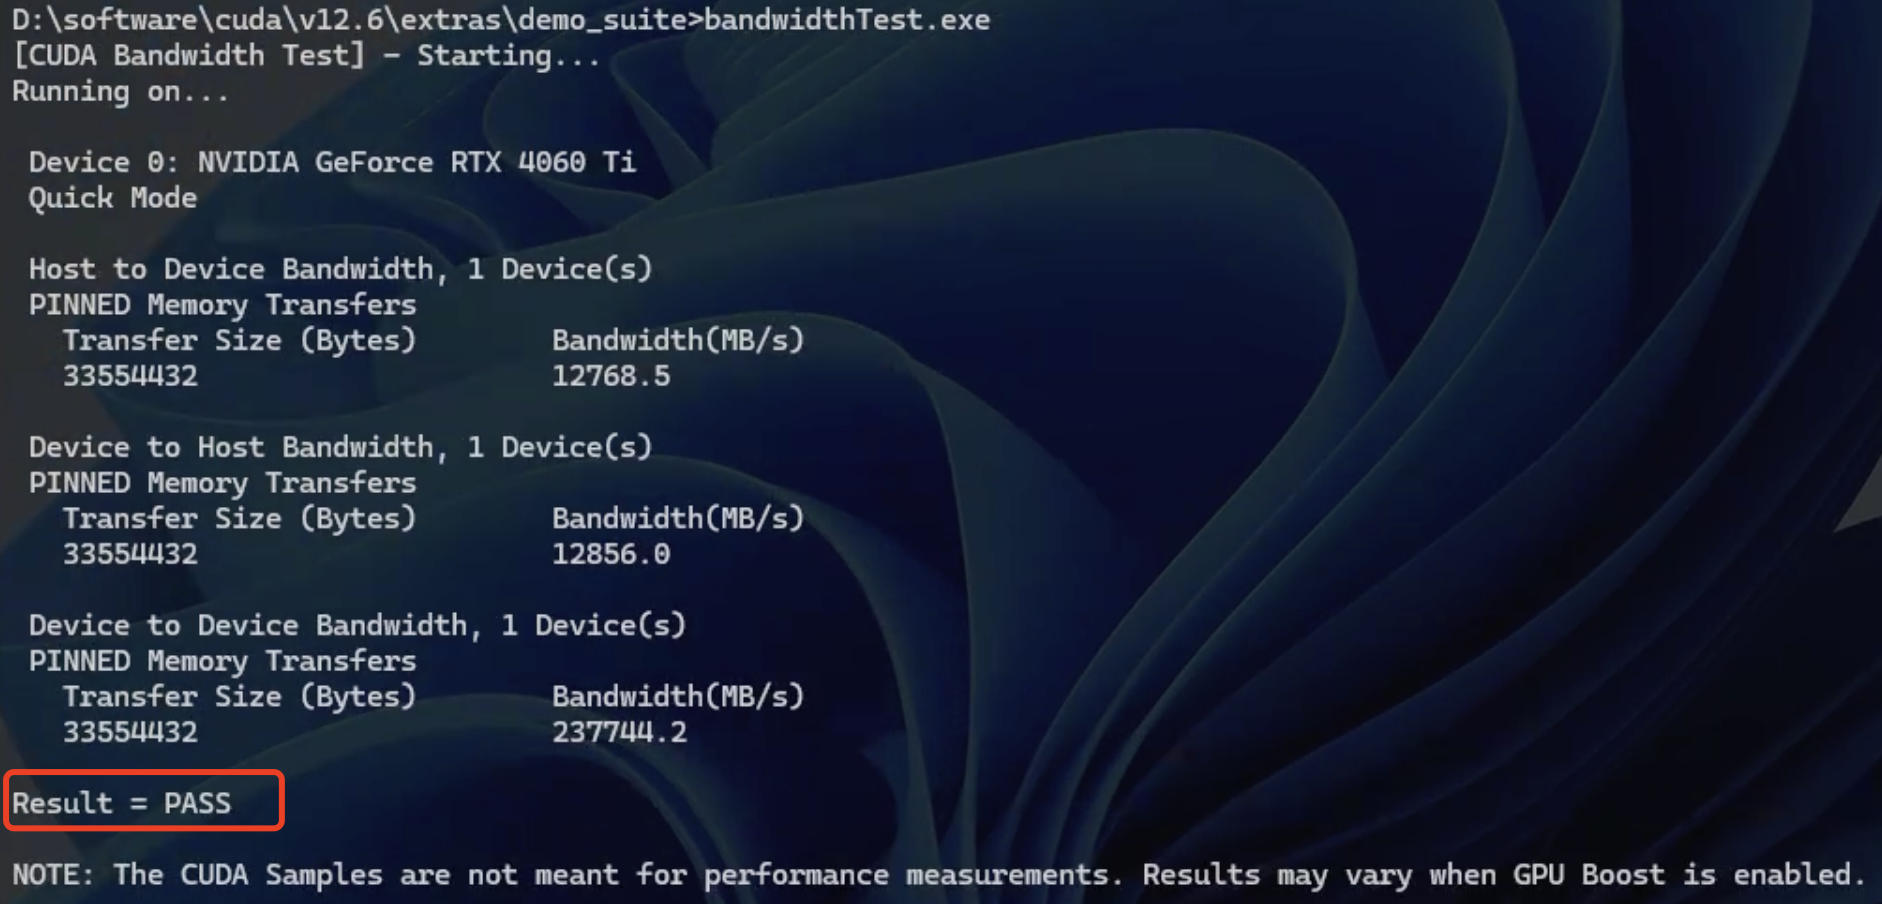 D:\software\cuda\v12.6\extras\demo_suite>bandwidthTest.exe
[CUDA Bandwidth Test] - Starting...
Running on...
Device 0: NVIDIA GeForce RTX 4060 Ti
Quick Mode
Host to Device Bandwidth, 1 Device(s)
PINNED Memory Transfers
Transfer Size (Bytes) Bandwidth(MB/s)
33554432 12768.5
Device to Host Bandwidth, 1 Device(s)
PINNED Memory Transfers
Transfer Size (Bytes) Bandwidth(MB/s)
33554432 12856.0
Device to Device Bandwidth, 1 Device(s)
PINNED Memory Transfers
Transfer Size (Bytes) Bandwidth(MB/s)
33554432 237744.2
Result = PASS
NOTE: The CUDA Samples are not meant for performance measurements. Results may vary when GPU Boost is enabled.